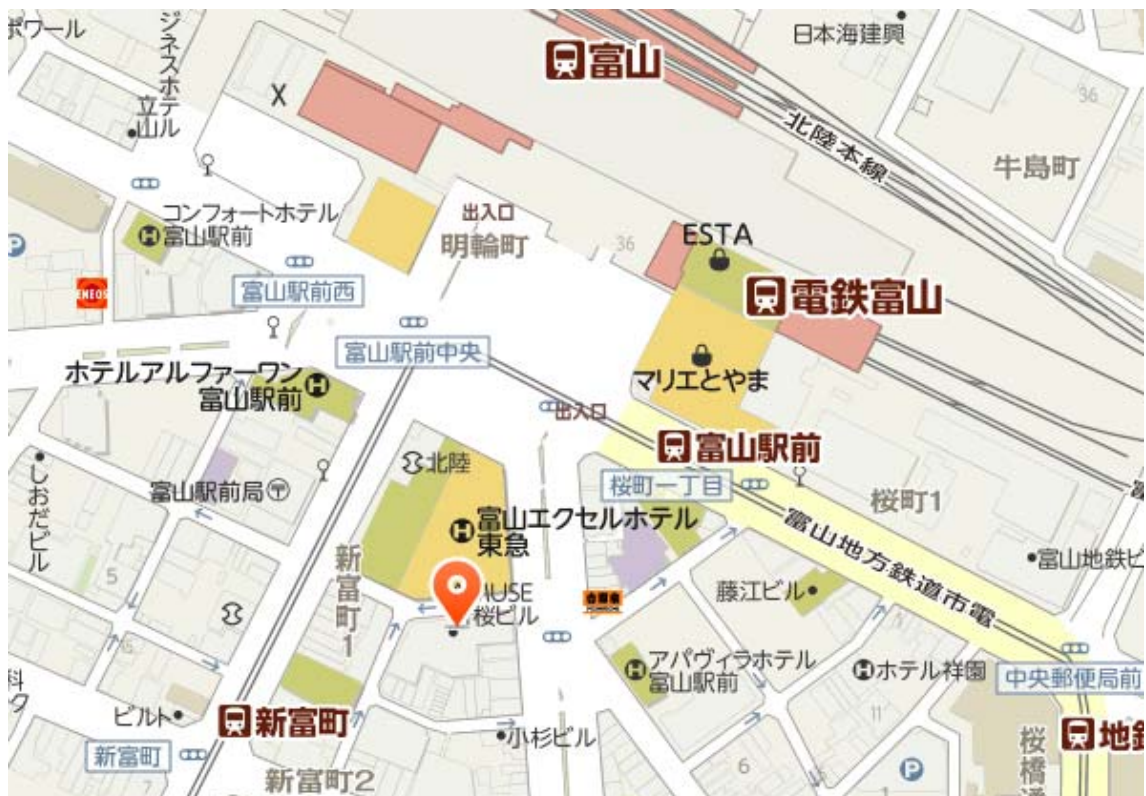 ポワール
ジネスホテル
立山
富山
日本海建興
36
北陸本線
牛島町
X
コンフォートホテル
富山駅前
出入口
明輪町
36
ESTA
P
ENEOS
富山駅前西
電鉄富山
富山駅前中央
マリエとやま
ホテルアルファーワン
富山駅前
出入口
富山駅前
しおだビル
北陸
桜町一丁目
桜町1
富山駅前局
富山エクセルホテル
東急
富山地方鉄道市電
富山地鉄ビ
新富町1
5
MUSE
桜ビル
吉野家
藤江ビル
アパヴィラホテル
富山駅前
ホテル祥園
中央郵便局前
ビルト
新富町
小杉ビル
11
地鉄
新富町
新富町2
6
P
桜橋通
7
1